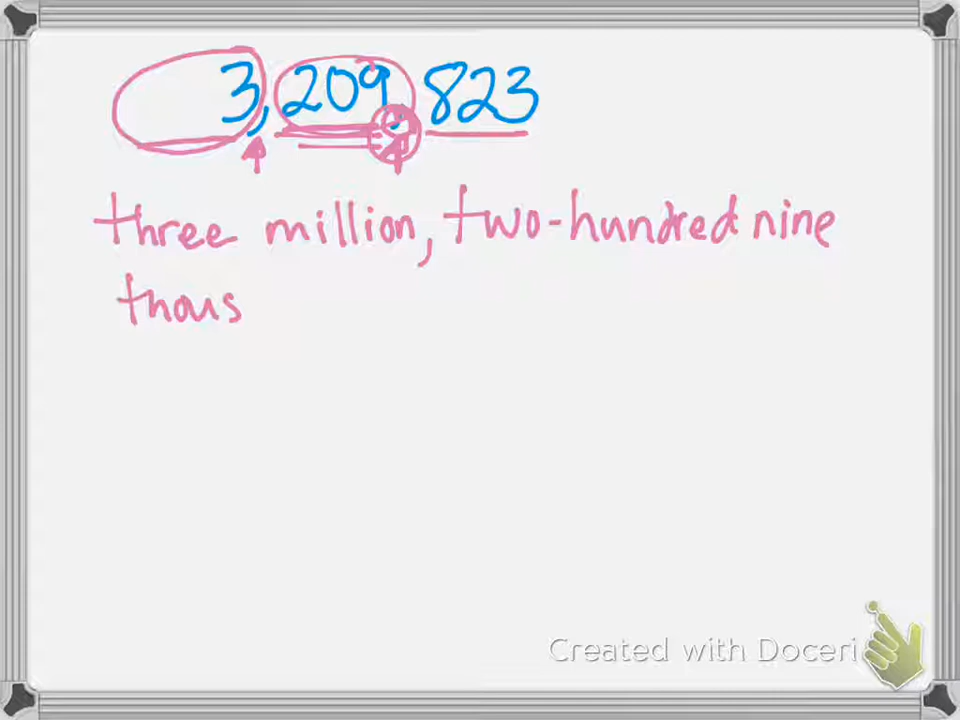 3,209,823
three million, two-hundred nine
thous
Created with Doceri